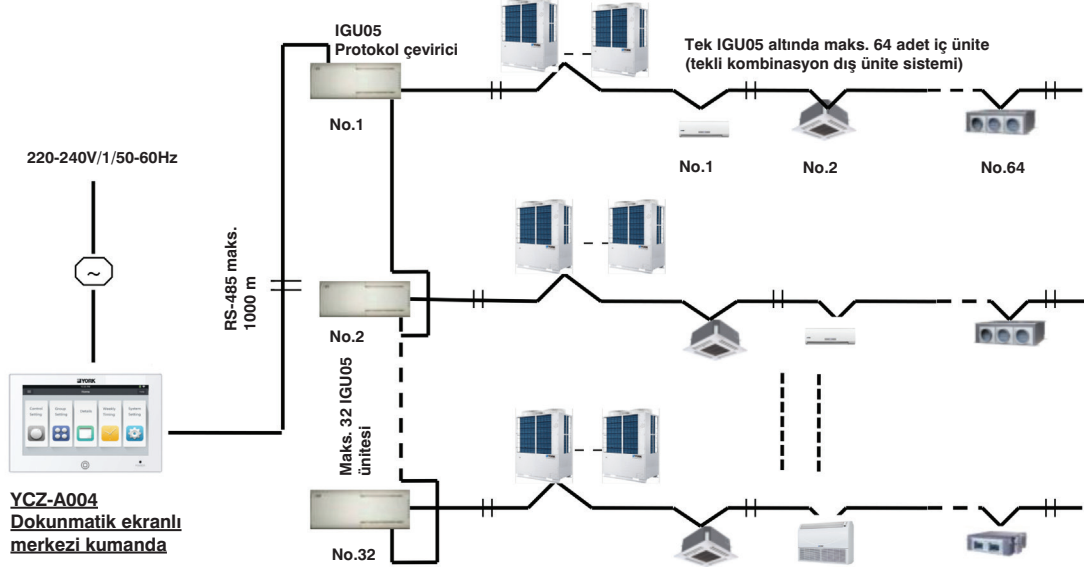 IGU05
Protokol çevirici
Tek IGU05 altında maks. 64 adet iç ünite
(tekli kombinasyon dış ünite sistemi)
No.1
No.1
No.2
No.64
220-240V/1/50-60Hz
~
RS-485 maks.
1000 m
No.2
Maks. 32 IGU05
ünitesi
YORK
Control
Setting
Group
Setting
Weekly
Timing
System
Setting
YCZ-A004
Dokunmatik ekranlı
merkezi kumanda
No.32